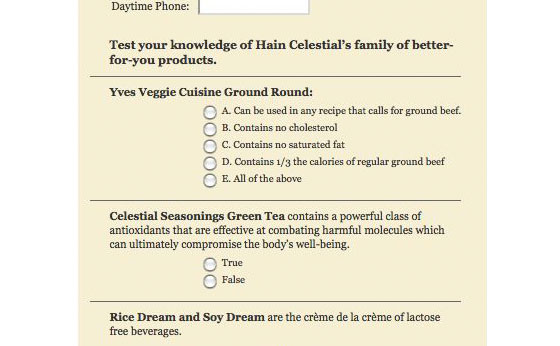 Daytime Phone:
Test your knowledge of Hain Celestial’s family of better-
for-you products.
Yves Veggie Cuisine Ground Round:
A. Can be used in any recipe that calls for ground beef.
B. Contains no cholesterol
C. Contains no saturated fat
D. Contains 1/3 the calories of regular ground beef
E. All of the above
Celestial Seasonings Green Tea contains a powerful class of
antioxidants that are effective at combating harmful molecules which
can ultimately compromise the body’s well-being.
True
False
Rice Dream and Soy Dream are the crème de la crème of lactose
free beverages.